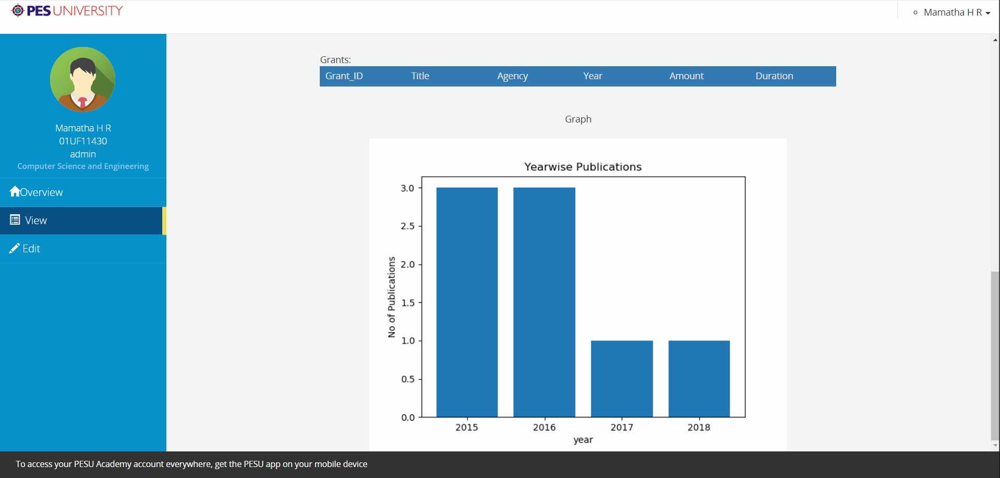 PES UNIVERSITY
Mamatha H R
Mamatha H R
01UF11430
admin
Computer Science and Engineering
Overview
View
Edit
Grants:
Grant_ID Title Agency Year Amount Duration
Graph
Yearwise Publications
3.0
2.5
2.0
1.5
1.0
0.5
0.0
No of Publications
2015 2016 2017 2018
year
To access your PESU Academy account everywhere, get the PESU app on your mobile device